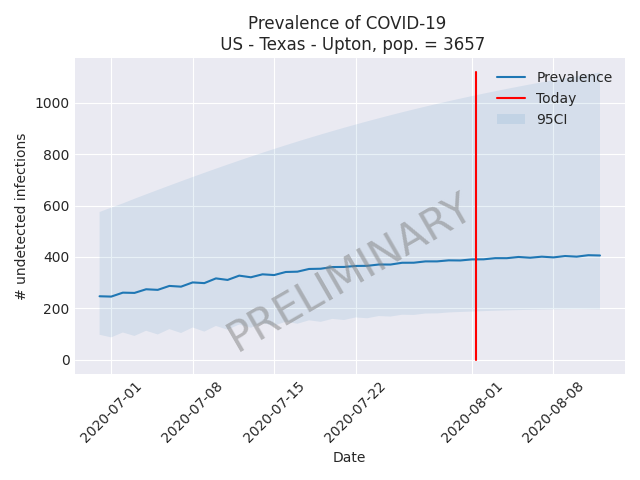 Prevalence of COVID-19
US - Texas - Upton, pop. = 3657
# undetected infections
1000
800
600
400
200
0
Prevalence
Today
95CI
PRELIMINARY
2020-07-01
2020-07-08
2020-07-15
2020-07-22
2020-08-01
2020-08-08
Date